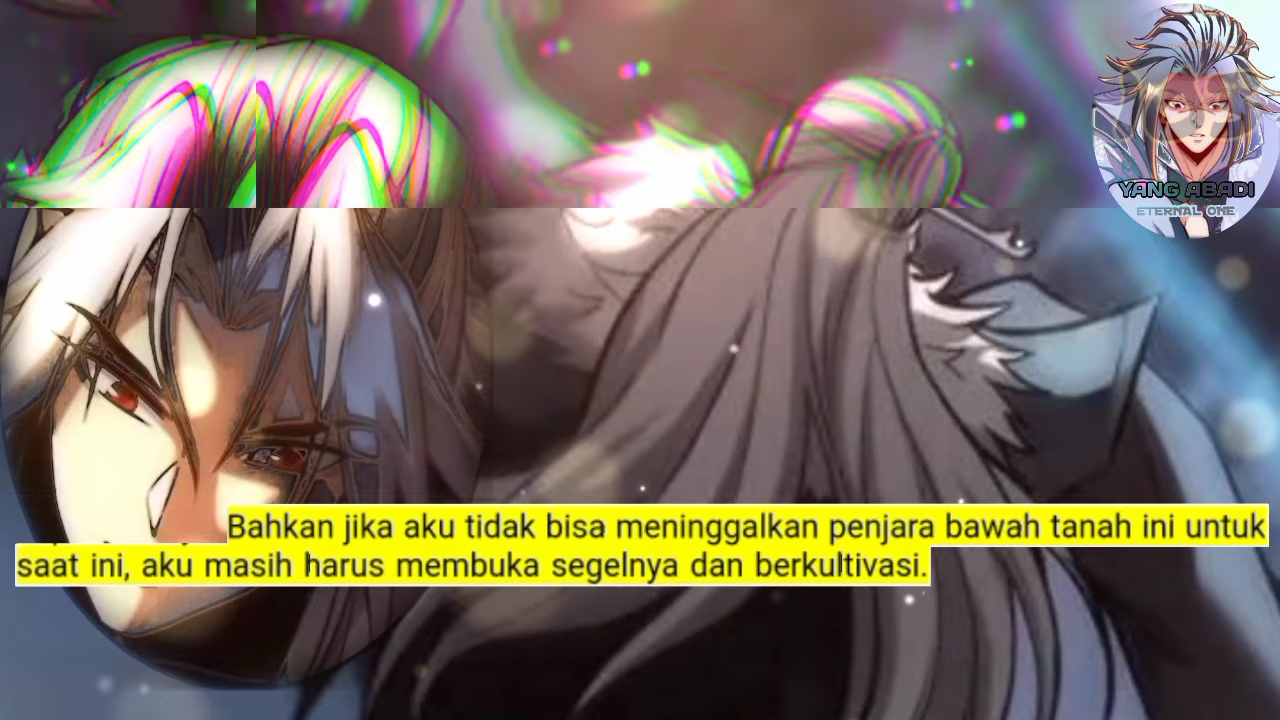 YANG ABADI
ETERNAL ONE
Bahkan jika aku tidak bisa meninggalkan penjara bawah tanah ini untuk
saat ini, aku masih harus membuka segelnya dan berkultivasi.